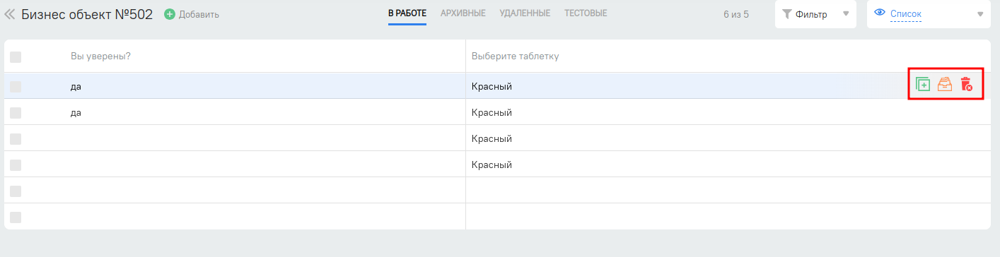 Бизнес объект №502 Добавить В РАБОТЕ АРХИВНЫЕ УДАЛЕННЫЕ ТЕСТОВЫЕ 6 из 5 Фильтр Список
Вы уверены? Выберите таблетку
да Красный
да Красный
Красный
Красный